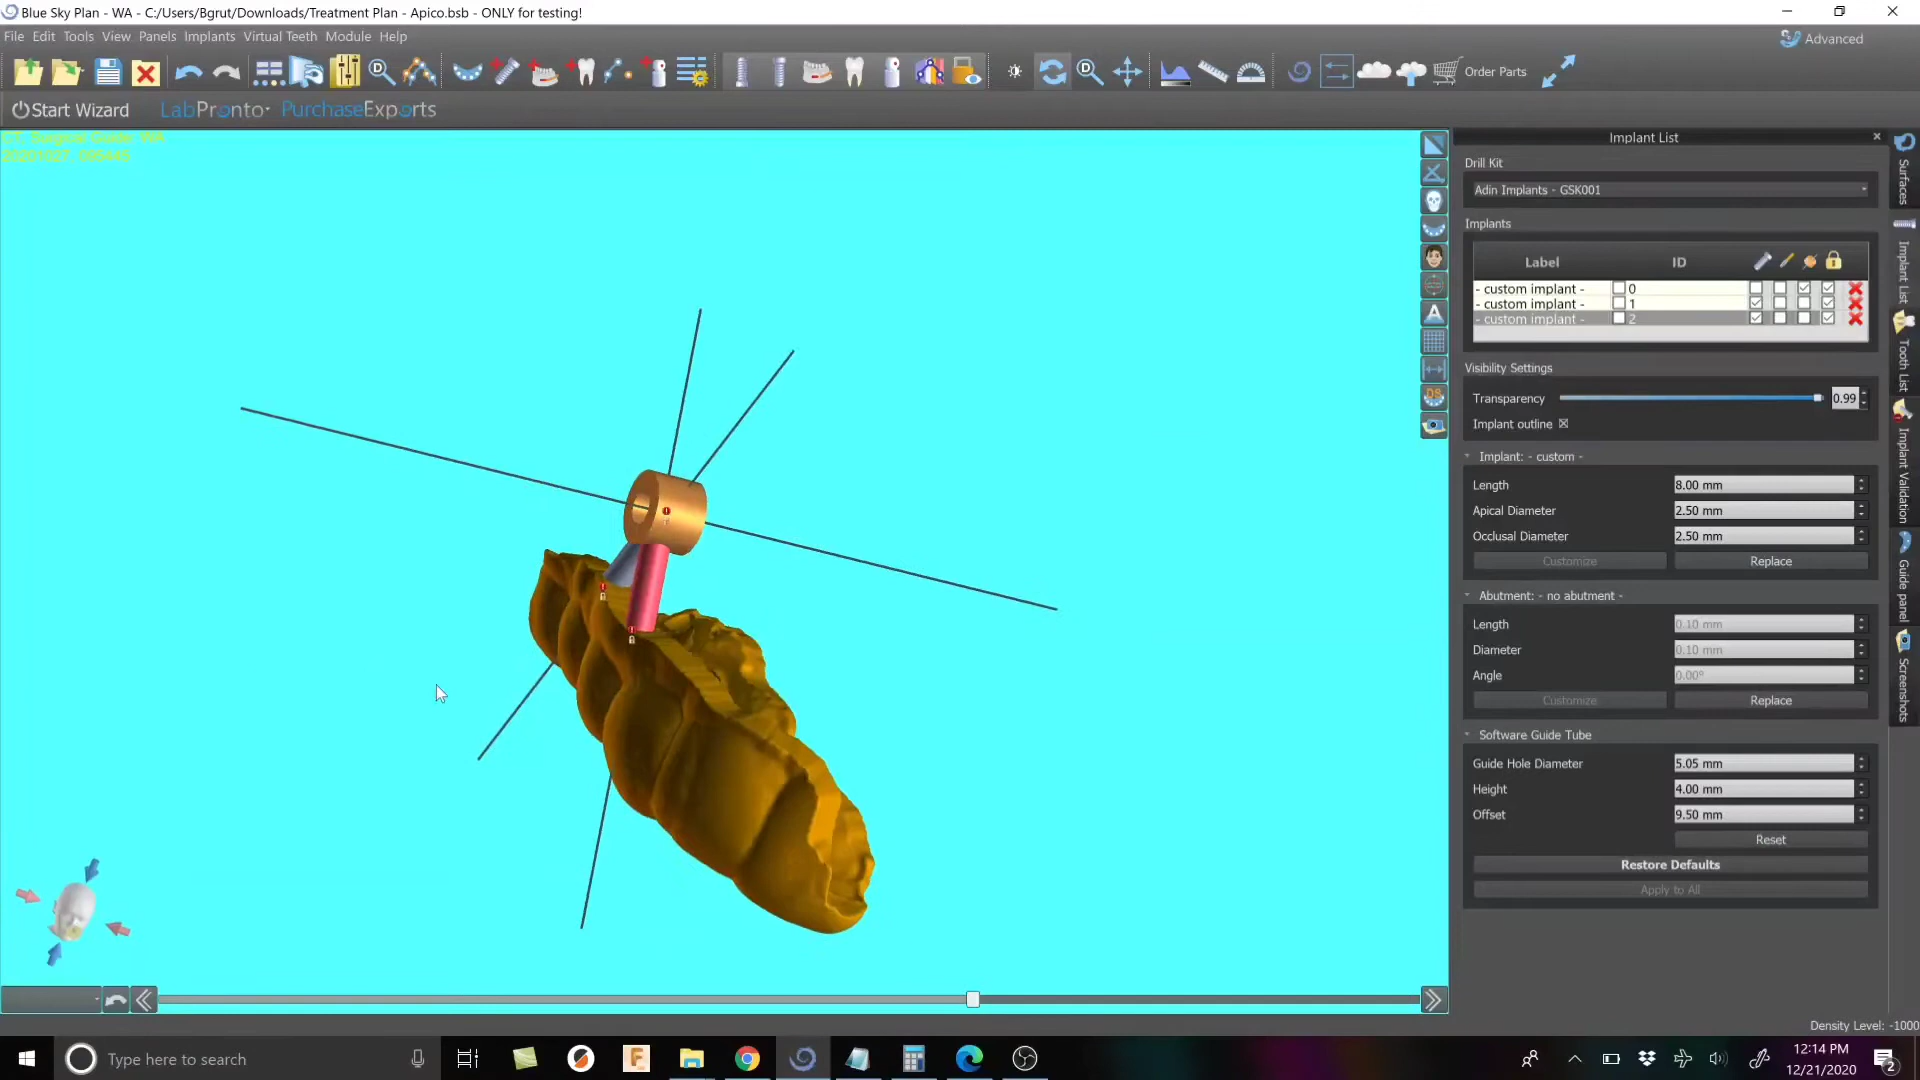 Blue Sky Plan - WA - C:/Users/Bgrut/Downloads/Treatment Plan - Apico.bsb - ONLY for testing!
File Edit Tools View Panels Implants Virtual Teeth Module Help
Advanced
Order Parts
Start Wizard LabPronto PurchaseExports
CT: Surgical Guide: WA
20201027, 085445
Implant List
Drill Kit
Adin Implants - GSK001
Implants
Label ID
- custom implant - 0
- custom implant - 1
- custom implant - 2
Visibility Settings
Transparency 0.99
Implant outline
Implant: - custom -
Length 8.00 mm
Apical Diameter 2.50 mm
Occlusal Diameter 2.50 mm
Customize Replace
Abutment: - no abutment -
Length 0.10 mm
Diameter 0.10 mm
Angle 0.00°
Customize Replace
Software Guide Tube
Guide Hole Diameter 5.05 mm
Height 4.00 mm
Offset 9.50 mm
Reset
Restore Defaults
Apply to All
Surfaces
Implant List
Tooth List
Implant Validation
Guide panel
Screenshots
Density Level: -1000
Type here to search
12:14 PM
12/21/2020
2